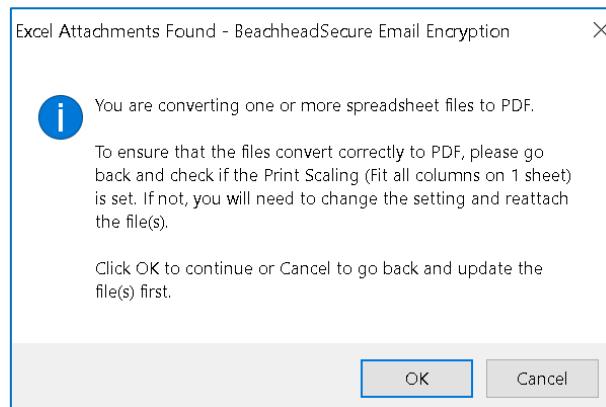 Excel Attachments Found - BeachheadSecure Email Encryption
You are converting one or more spreadsheet files to PDF.
To ensure that the files convert correctly to PDF, please go
back and check if the Print Scaling (Fit all columns on 1 sheet)
is set. If not, you will need to change the setting and reattach
the file(s).
Click OK to continue or Cancel to go back and update the
file(s) first.
OK
Cancel